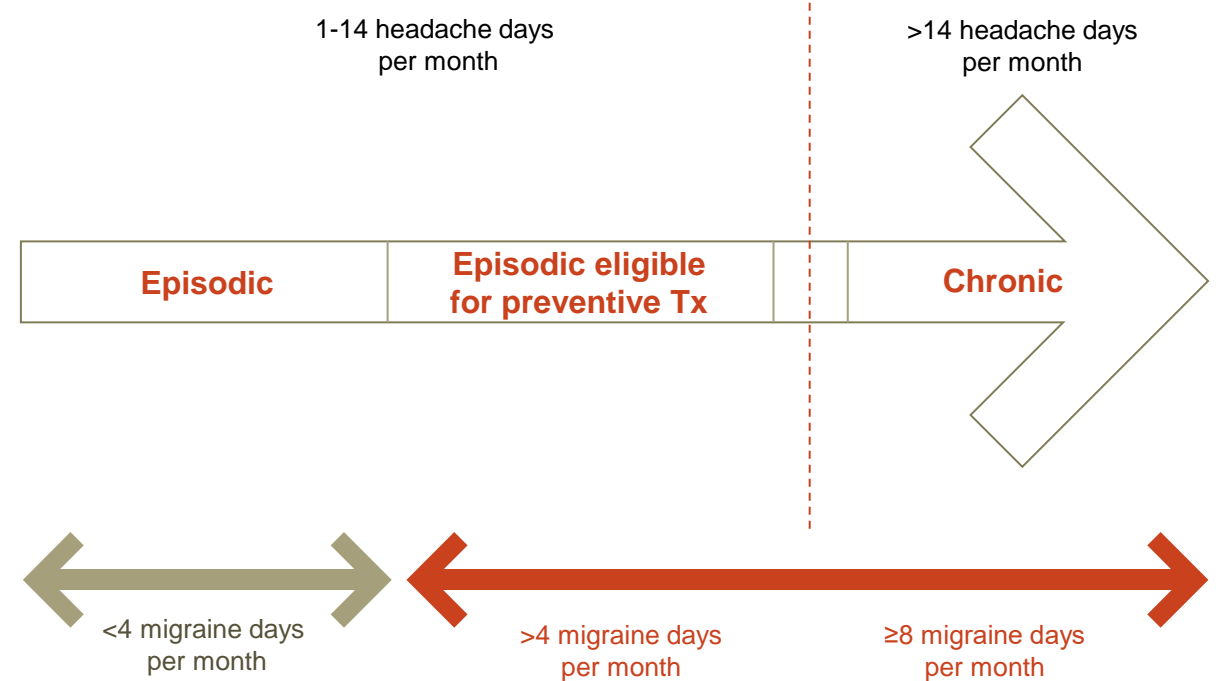 1-14 headache days
per month
>14 headache days
per month
Episodic
Episodic eligible
for preventive Tx
Chronic
<4 migraine days
per month
>4 migraine days
per month
≥8 migraine days
per month